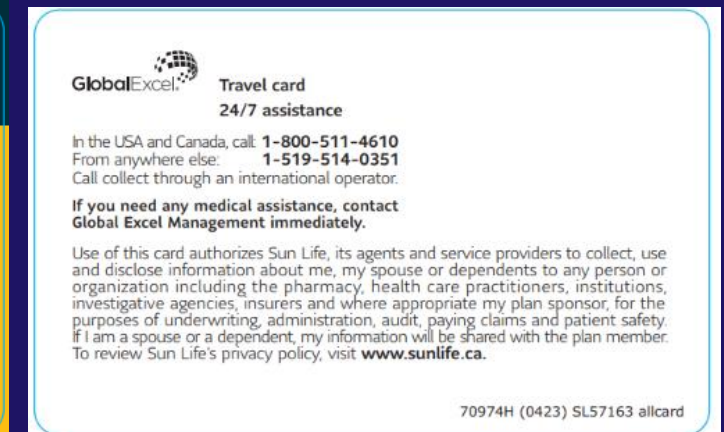 GlobalExcel
Travel card
24/7 assistance
In the USA and Canada, call: 1-800-511-4610
From anywhere else: 1-519-514-0351
Call collect through an international operator.
If you need any medical assistance, contact
Global Excel Management immediately.
Use of this card authorizes Sun Life, its agents and service providers to collect, use
and disclose information about me, my spouse or dependents to any person or
organization including the pharmacy, health care practitioners, institutions,
investigative agencies, insurers and where appropriate my plan sponsor, for the
purposes of underwriting, administration, audit, paying claims and patient safety.
If I am a spouse or a dependent, my information will be shared with the plan member.
To review Sun Life's privacy policy, visit www.sunlife.ca.
70974H (0423) SL57163 allcard